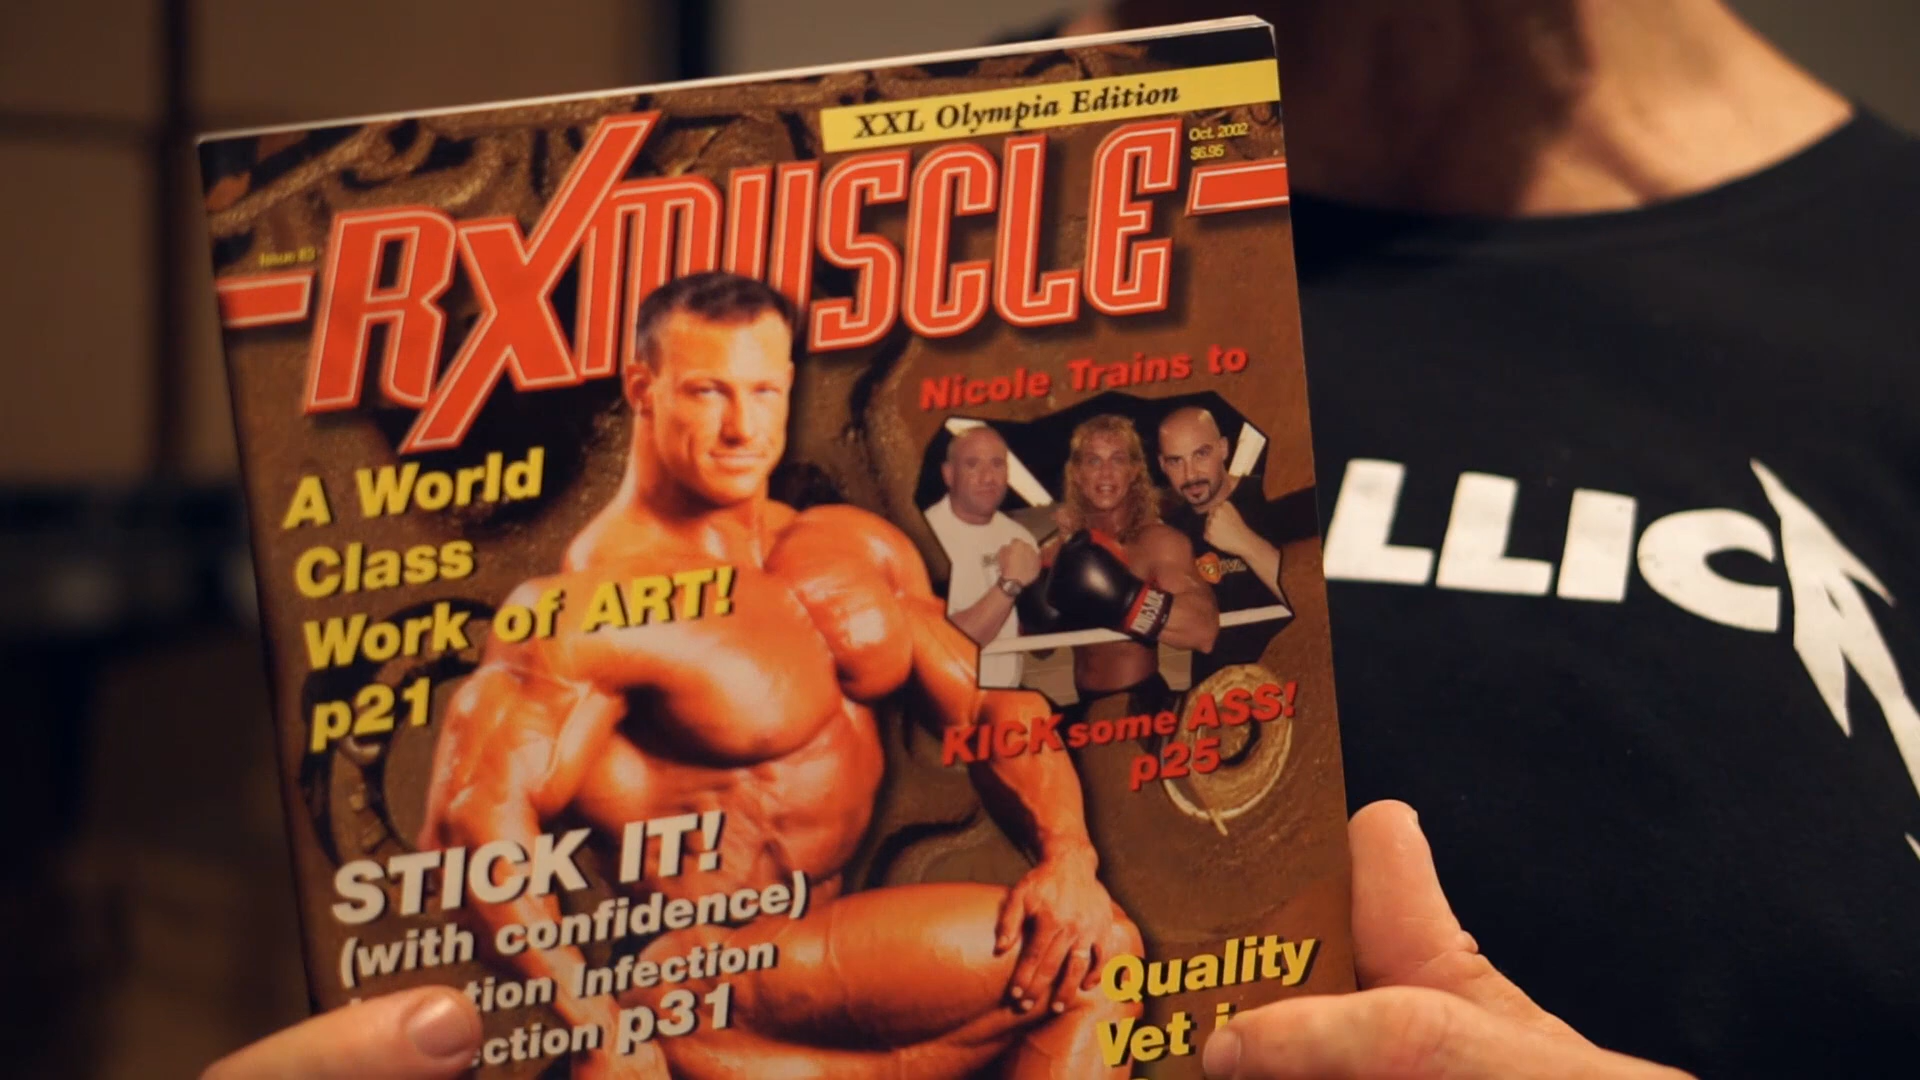 XXL Olympia Edition
Oct. 2002
$6.95
RXMUSCLE
Nicole Trains to
A World
Class
Work of ART!
p21
KICK some ASS!
p25
STICK IT!
(with confidence)
tion Infection
ction p31
Quality
Vet
LLICA